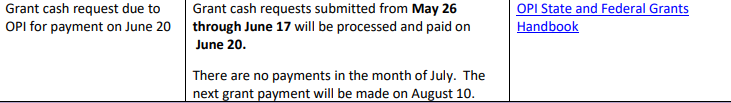 Grant cash request due to
OPI for payment on June 20
Grant cash requests submitted from May 26
through June 17 will be processed and paid on
June 20.
There are no payments in the month of July.  The
next grant payment will be made on August 10.
OPI State and Federal Grants
Handbook